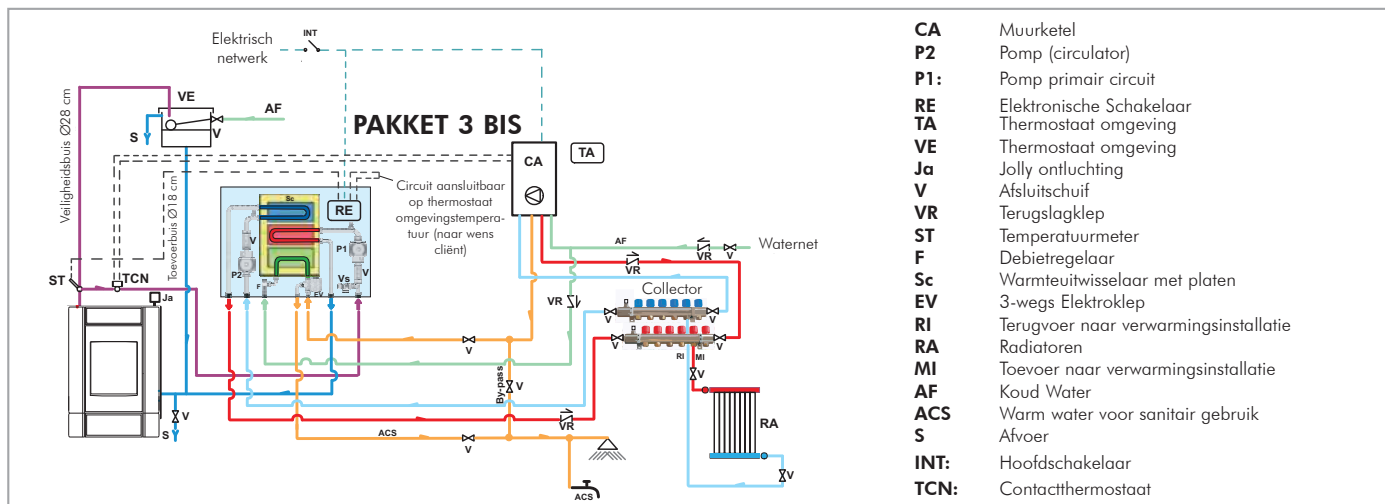 Elektrisch
netwerk
INT
VE
AF
V
S
PAKKET 3 BIS
CA
TA
Veiligheidsbuis Ø28 cm
Toevoerbuis Ø18 cm
Sc
RE
Circuit aansluitbaar
op thermostaat
omgevingstempera-
tuur (naar wens
cliënt)
V
P1
P2
V
Vs
F
EV
F
ST
TCN
Ja
AF
VR
V
Waternet
VR
VR
Collector
V
V
V
V
RI
MI
V
V
By-pass
V
V
S
VR
ACS
V
RA
V
ACS
CA Muurketel
P2 Pomp (circulator)
P1: Pomp primair circuit
RE Elektronische Schakelaar
TA Thermostaat omgeving
VE Thermostaat omgeving
Ja Jolly ontluchting
V Afsluitschuif
VR Terugslagklep
ST Temperatuurmeter
F Debietregelaar
Sc Warmteuitwisselaar met platen
EV 3-wegs Elektroklep
RI Terugvoer naar verwarmingsinstallatie
RA Radiatoren
MI Toevoer naar verwarmingsinstallatie
AF Koud Water
ACS Warm water voor sanitair gebruik
S Afvoer
INT: Hoofdschakelaar
TCN: Contactthermostaat